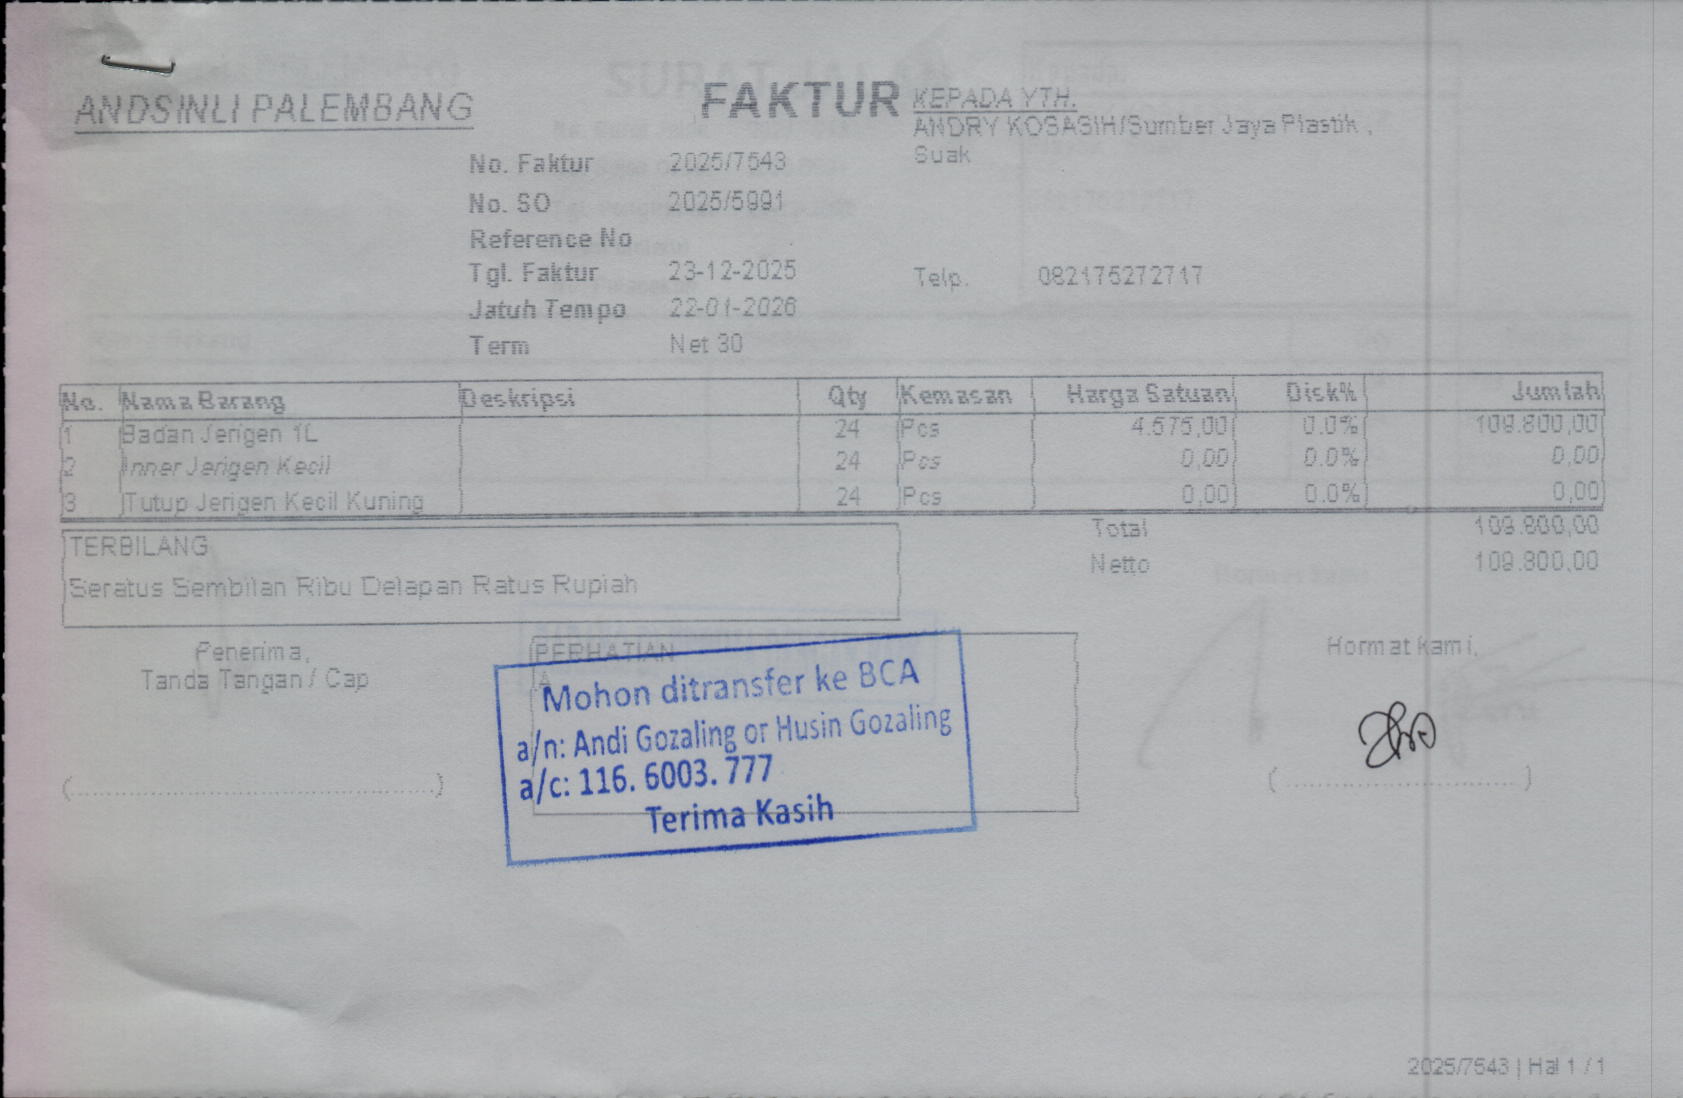 ANDSINLI PALEMBANG
FAKTUR
KEPADA YTH.
ANDRY KOSASIH/Sumber Jaya Plastik ,
Suak
No. Faktur 2025/7543
No. SO 2025/5991
Reference No
Tgl. Faktur 23-12-2025
Telp. 082175272717
Jatuh Tempo 22-01-2026
Term Net 30
No. Nama Barang Deskripsi Qty Kemasan Harga Satuan Disk% Jumlah
1 Badan Jerigen 1L 24 Pcs 4.575,00 0.0% 109.800,00
2 Inner Jerigen Kecil 24 Pcs 0,00 0.0% 0,00
3 Tutup Jerigen Kecil Kuning 24 Pcs 0,00 0.0% 0,00
Total 109.800,00
Netto 109.800,00
TERBILANG
Seratus Sembilan Ribu Delapan Ratus Rupiah
Penerima,
Tanda Tangan / Cap
PERHATIAN
A
Mohon ditransfer ke BCA
a/n: Andi Gozaling or Husin Gozaling
a/c: 116. 6003. 777
Terima Kasih
Hormat kami,
2025/7543 | Hal 1 / 1